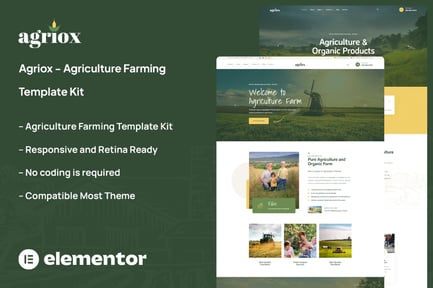 agriox
Agriox – Agriculture Farming
Template Kit
– Agriculture Farming Template Kit
– Responsive and Retina Ready
– No coding is required
– Compatible Most Theme
elementor
Agriculture &
Organic Products
agriox
Welcome to
Agriculture Farm
Pure Agriculture and
Organic Farm